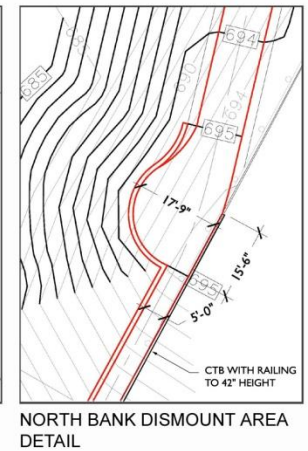 694
685
685
690
694
695
17'-9"
15'-6"
695
5'-0"
CTB WITH RAILING
TO 42" HEIGHT
NORTH BANK DISMOUNT AREA
DETAIL